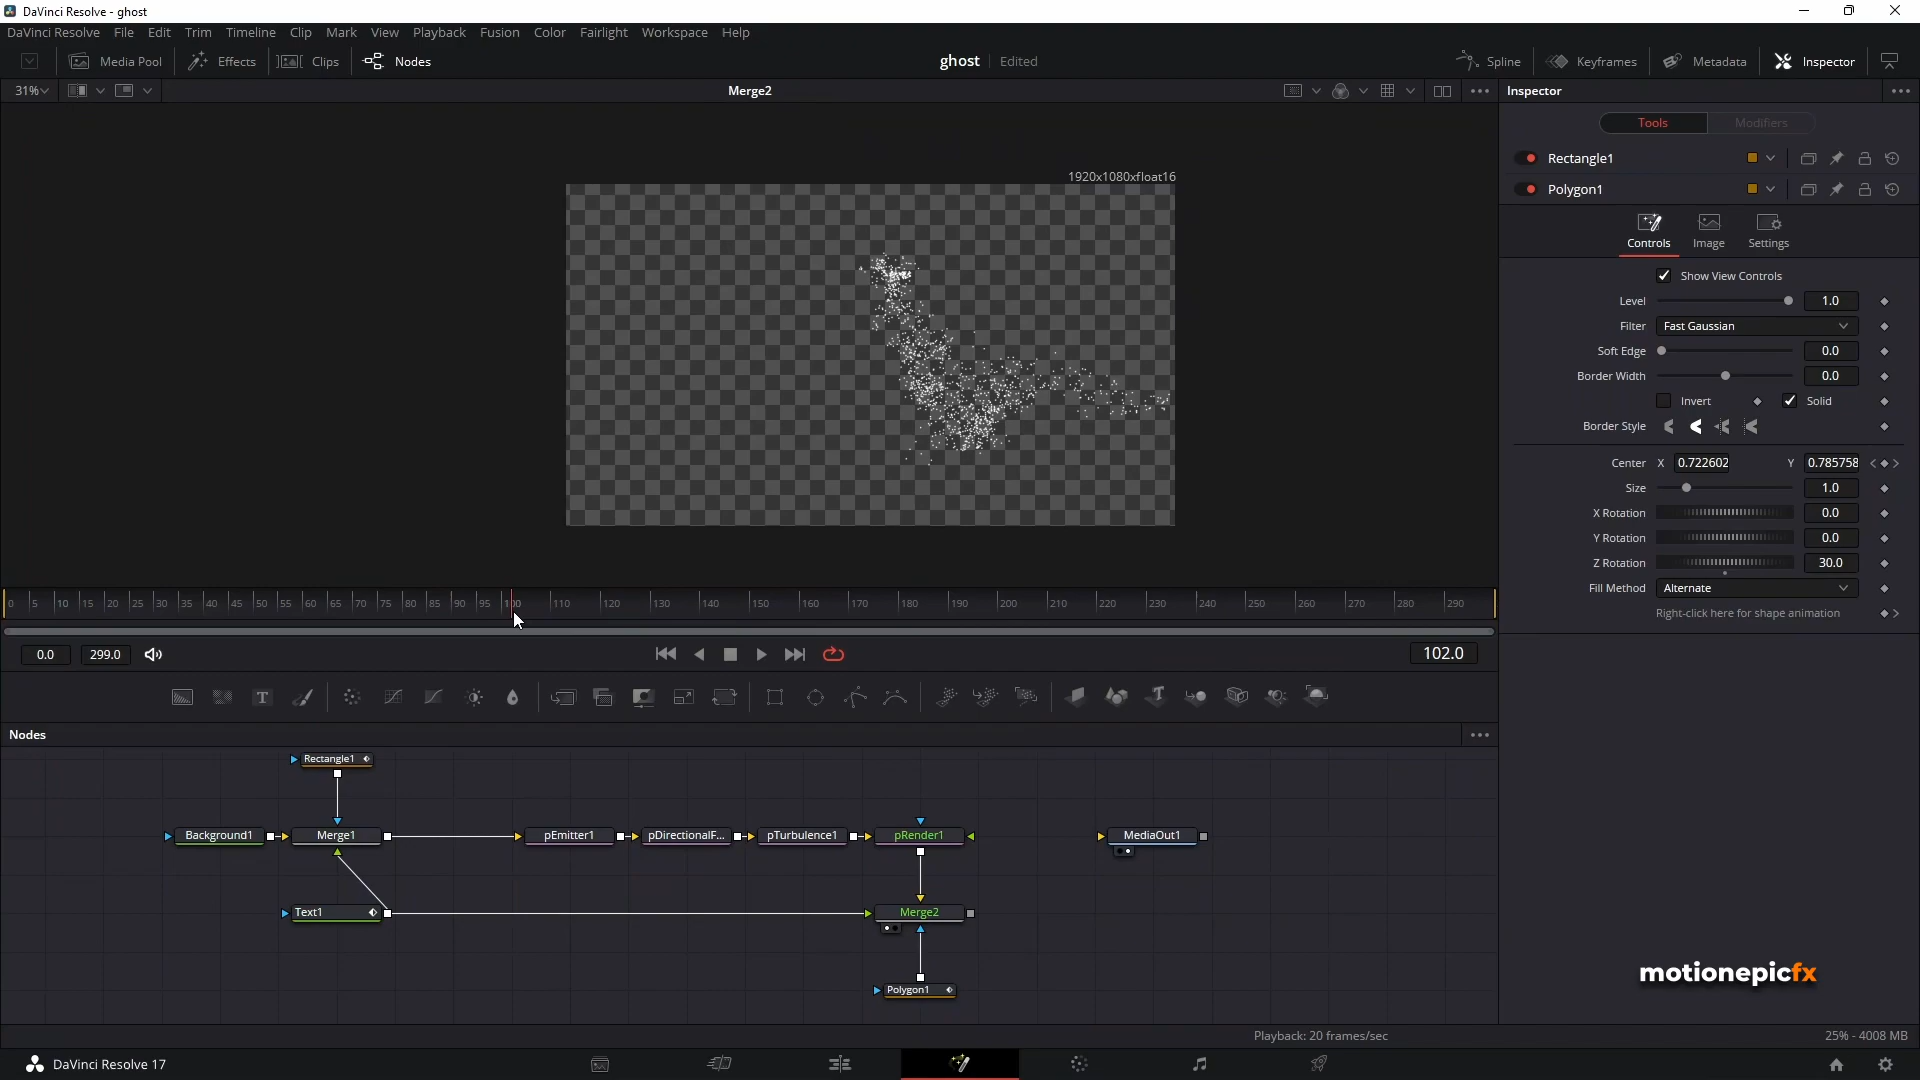 DaVinci Resolve - ghost
DaVinci Resolve File Edit Trim Timeline Clip Mark View Playback Fusion Color Fairlight Workspace Help
Media Pool Effects Clips Nodes ghost Edited Spline Keyframes Metadata Inspector
31% Merge2 Inspector
Tools Modifiers
Rectangle1
Polygon1
1920x1080xfloat16
Controls Image Settings
Show View Controls
Level 1.0
Filter Fast Gaussian
Soft Edge 0.0
Border Width 0.0
Invert Solid
Border Style
Center X 0.722602 Y 0.785758
Size 1.0
X Rotation 0.0
Y Rotation 0.0
Z Rotation 30.0
Fill Method Alternate
Right-click here for shape animation
0 5 10 15 20 25 30 35 40 45 50 55 60 65 70 75 80 85 90 95 100 110 120 130 140 150 160 170 180 190 200 210 220 230 240 250 260 270 280 290
0.0 299.0 102.0
Nodes
Rectangle1
Background1 Merge1 pEmitter1 pDirectionalF... pTurbulence1 pRender1 MediaOut1
Text1 Merge2
Polygon1
motionepicfx
Playback: 20 frames/sec 25% - 4008 MB
DaVinci Resolve 17